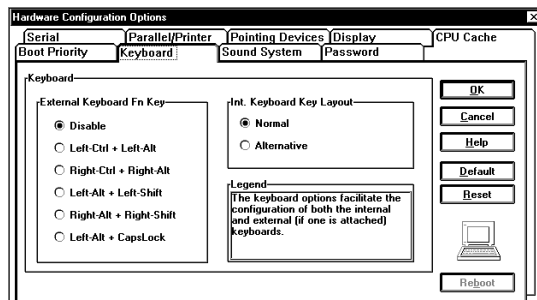 Hardware Configuration Options
Serial
Parallel/Printer
Pointing Devices
Display
CPU Cache
Boot Priority
Keyboard
Sound System
Password
Keyboard
External Keyboard Fn Key
Disable
Left-Ctrl + Left-Alt
Right-Ctrl + Right-Alt
Left-Alt + Left-Shift
Right-Alt + Right-Shift
Left-Alt + CapsLock
Int. Keyboard Key Layout
Normal
Alternative
Legend
The keyboard options facilitate the
configuration of both the internal
and external (if one is attached)
keyboards.
OK
Cancel
Help
Default
Reset
Reboot